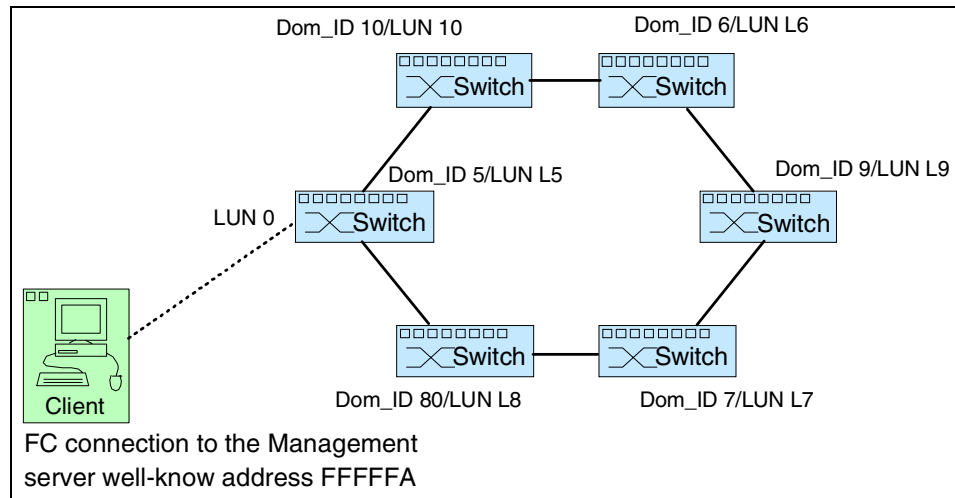 Dom_ID 10/LUN 10
Dom_ID 6/LUN L6
Switch
Switch
Dom_ID 5/LUN L5
Dom_ID 9/LUN L9
LUN 0
Switch
Switch
Switch
Switch
Client
Dom_ID 80/LUN L8
Dom_ID 7/LUN L7
FC connection to the Management
server well-know address FFFFFA